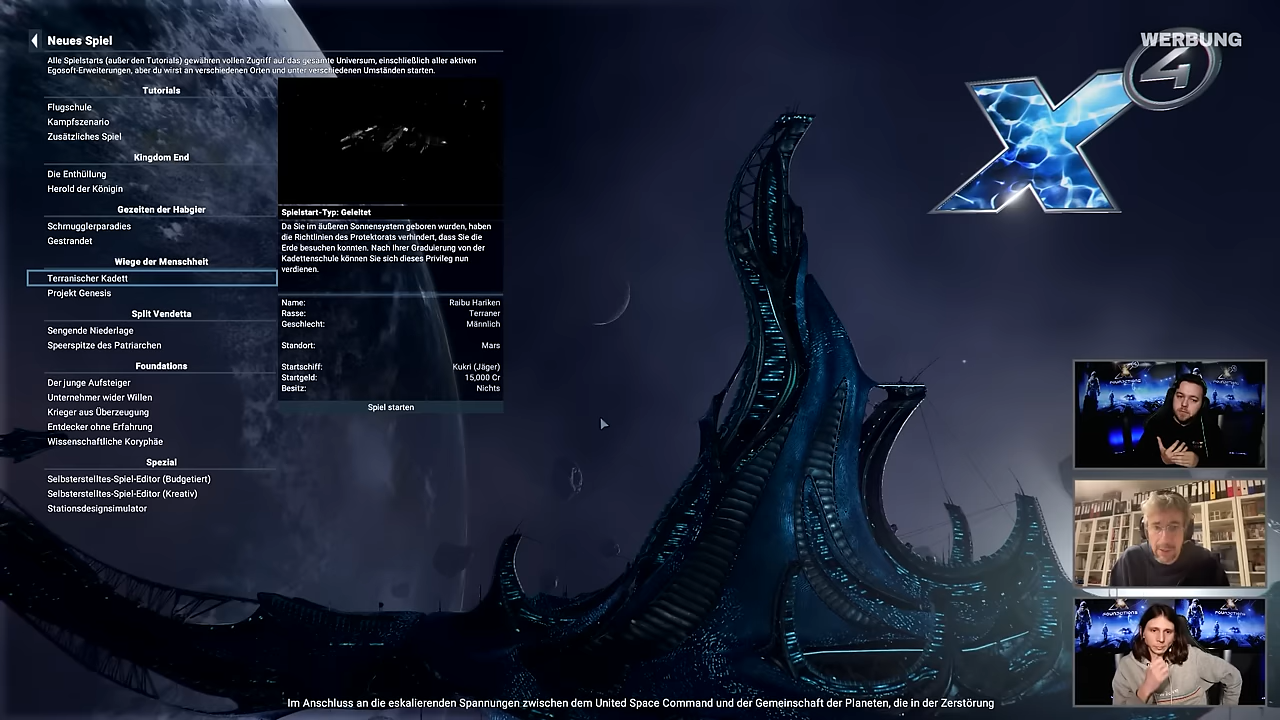 Neues Spiel
WERBUNG
X
4
Alle Spielstarts (außer den Tutorials) gewähren vollen Zugriff auf das gesamte Universum, einschließlich aller aktiven
Egosoft-Erweiterungen, aber du wirst an verschiedenen Orten und unter verschiedenen Umständen starten.
Tutorials
Flugschule
Kampfszenario
Zusätzliches Spiel
Kingdom End
Die Enthüllung
Herold der Königin
Gezeiten der Habgier
Schmugglerparadies
Gestrandet
Wiege der Menschheit
Terranischer Kadett
Projekt Genesis
Split Vendetta
Sengende Niederlage
Speerspitze des Patriarchen
Foundations
Der junge Aufsteiger
Unternehmer wider Willen
Krieger aus Überzeugung
Entdecker ohne Erfahrung
Wissenschaftliche Koryphäe
Spezial
Selbsterstelltes-Spiel-Editor (Budgetiert)
Selbsterstelltes-Spiel-Editor (Kreativ)
Stationsdesignsimulator
Spielstart-Typ: Geleitet
Da Sie im äußeren Sonnensystem geboren wurden, haben
die Richtlinien des Protektorats verhindert, dass Sie die
Erde besuchen konnten. Nach Ihrer Graduierung von der
Kadettenschule können Sie sich dieses Privileg nun
verdienen.
Name: Raibu Hariken
Rasse: Terraner
Geschlecht: Männlich
Standort: Mars
Startschiff: Kukri (Jäger)
Startgeld: 15,000 Cr
Besitz: Nichts
Spiel starten
FOUNDATIONS
FOUNDATIONS
Im Anschluss an die eskalierenden Spannungen zwischen dem United Space Command und der Gemeinschaft der Planeten, die in der Zerstörung